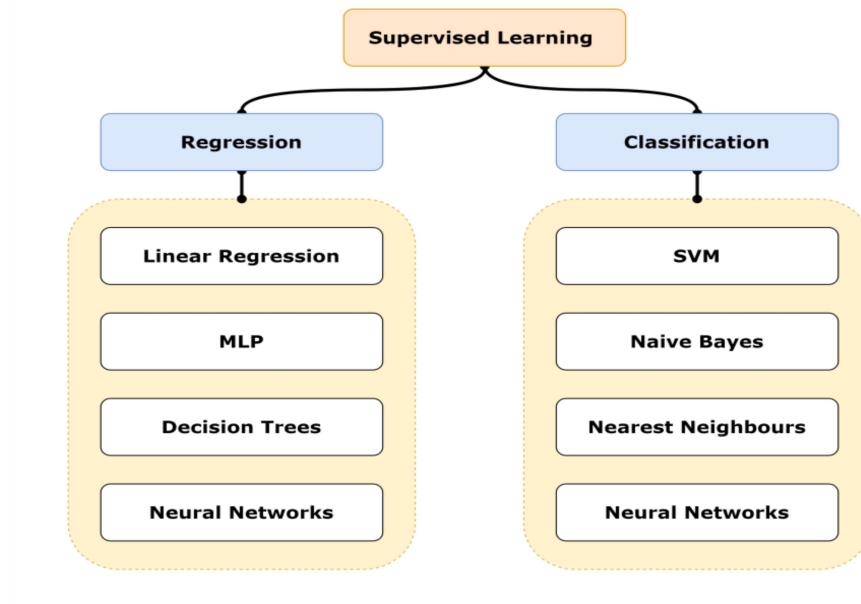 Supervised Learning
Regression
Classification
Linear Regression
MLP
Decision Trees
Neural Networks
SVM
Naive Bayes
Nearest Neighbours
Neural Networks